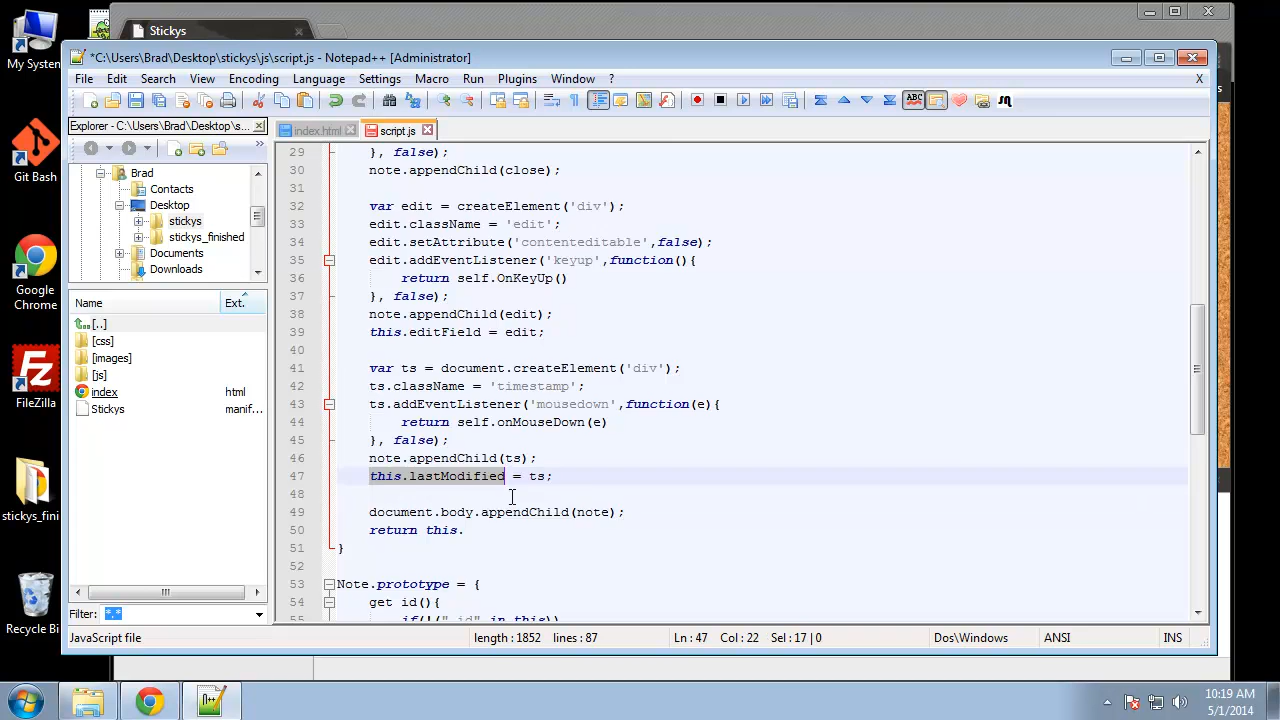 My System
Git Bash
Google
Chrome
FileZilla
stickys_fini
Recycle Bi
Stickys
*C:\Users\Brad\Desktop\stickys\js\script.js - Notepad++ [Administrator]
File Edit Search View Encoding Settings Language Macro Run Plugins Window ? X
Explorer - C:\Users\Brad\Desktop\s...
index.html script.js
Brad
Contacts
Desktop
stickys
stickys_finished
Documents
Downloads
Name Ext.
[..]
[css]
[images]
[js]
index html
Stickys manif...
Filter: *.*
29 }, false);
30 note.appendChild(close);
31
32 var edit = createElement('div');
33 edit.className = 'edit';
34 edit.setAttribute('contenteditable',false);
35 edit.addEventListener('keyup',function(){
36 return self.OnKeyUp()
37 }, false);
38 note.appendChild(edit);
39 this.editField = edit;
40
41 var ts = document.createElement('div');
42 ts.className = 'timestamp';
43 ts.addEventListener('mousedown',function(e){
44 return self.onMouseDown(e)
45 }, false);
46 note.appendChild(ts);
47 this.lastModified = ts;
48
49 document.body.appendChild(note);
50 return this.
51 }
52
53 Note.prototype = {
54 get id(){
55 if(!("_id" in this))
JavaScript file length : 1852 lines : 87 Ln : 47 Col : 22 Sel : 17 | 0 Dos\Windows ANSI INS
10:19 AM
5/1/2014